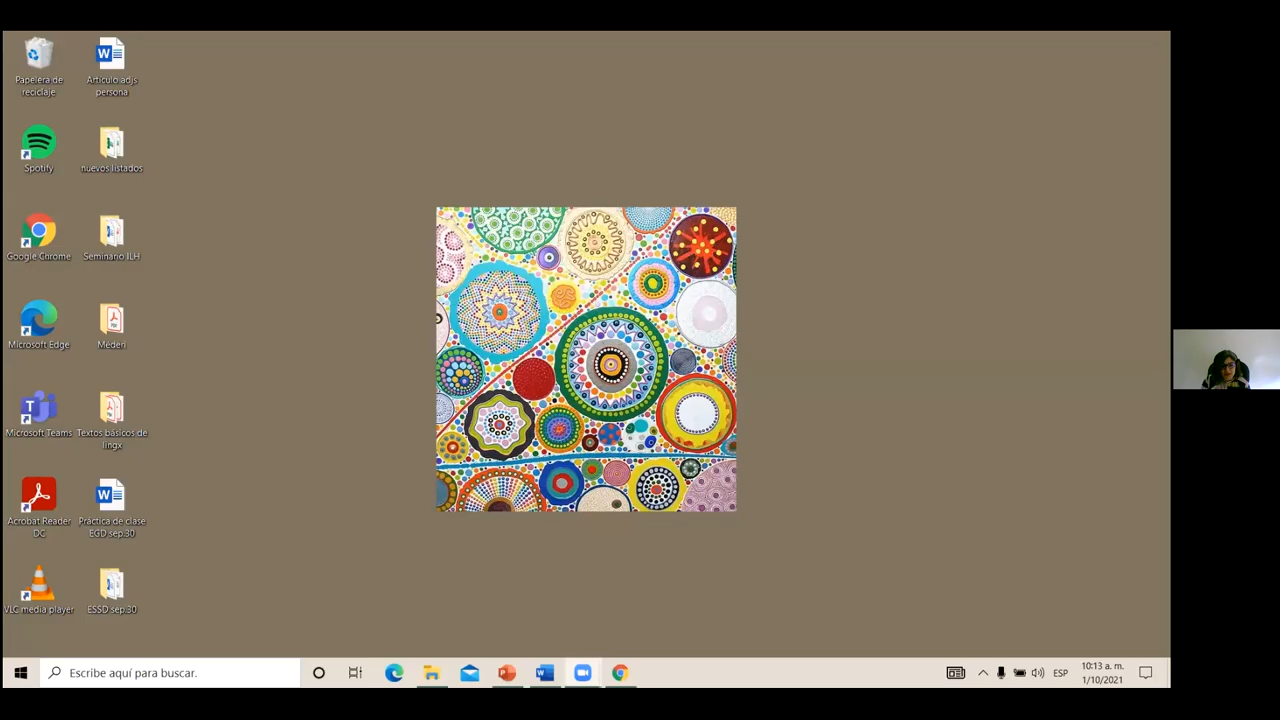 Papelera de
reciclaje
Artículo adjs
persona
Spotify
nuevos listados
Google Chrome
Seminario ILH
Microsoft Edge
Méderi
Microsoft Teams
Textos básicos de
lingx
Acrobat Reader
DC
Práctica de clase
EGD sep.30
VLC media player
ESSD sep.30
Escribe aquí para buscar.
ESP
10:13 a. m.
1/10/2021